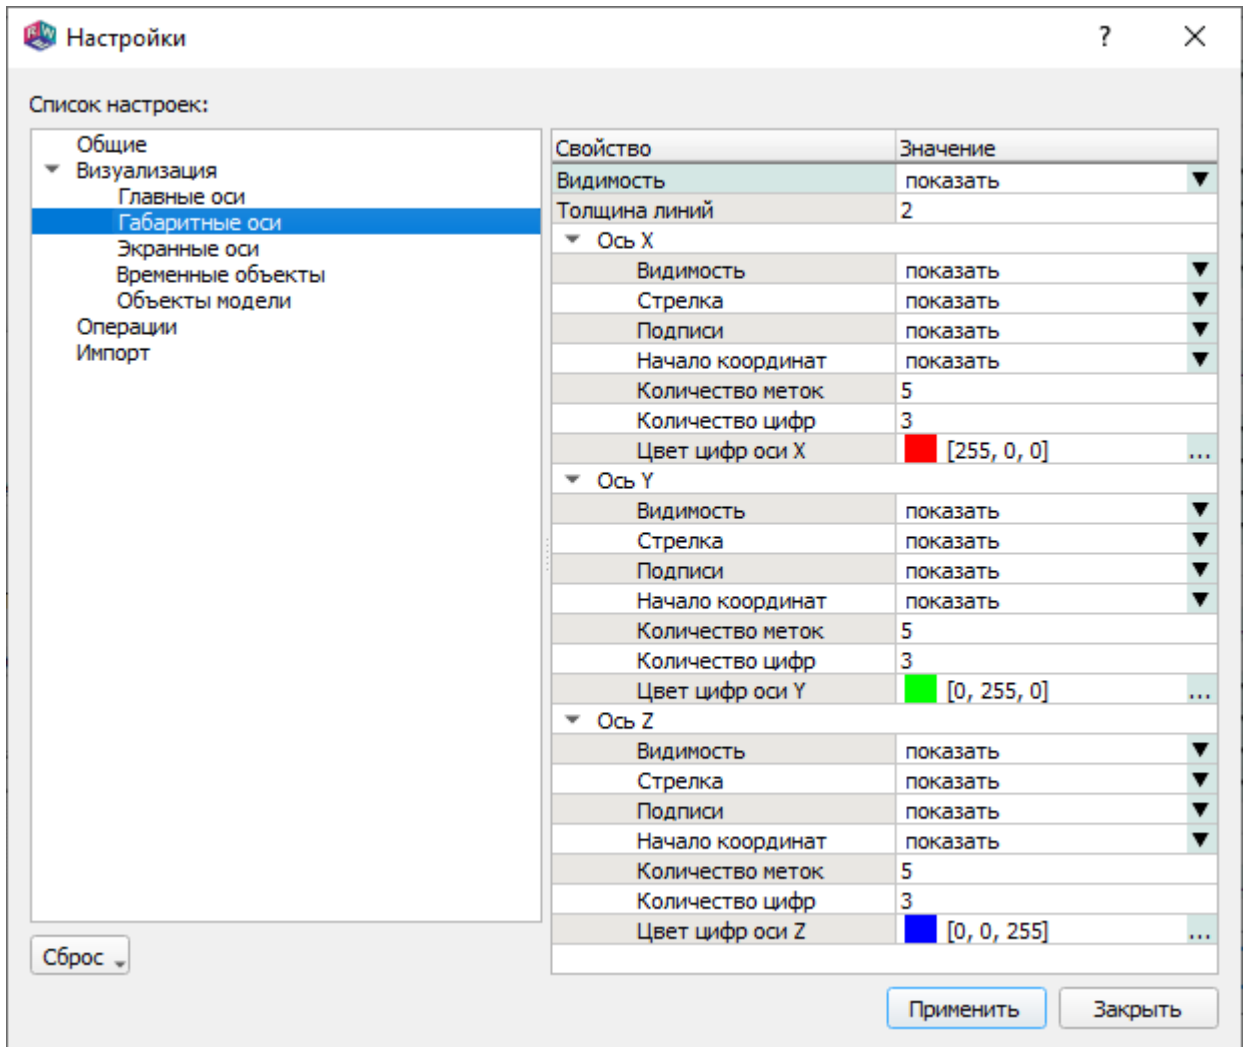 Настройки
?
Список настроек:
Общие
Визуализация
Главные оси
Габаритные оси
Экранные оси
Временные объекты
Объекты модели
Операции
Импорт
Сброс
Свойство Значение
Видимость показать
Толщина линий 2
Ось X
Видимость показать
Стрелка показать
Подписи показать
Начало координат показать
Количество меток 5
Количество цифр 3
Цвет цифр оси X [255, 0, 0] ...
Ось Y
Видимость показать
Стрелка показать
Подписи показать
Начало координат показать
Количество меток 5
Количество цифр 3
Цвет цифр оси Y [0, 255, 0] ...
Ось Z
Видимость показать
Стрелка показать
Подписи показать
Начало координат показать
Количество меток 5
Количество цифр 3
Цвет цифр оси Z [0, 0, 255] ...
Применить Закрыть